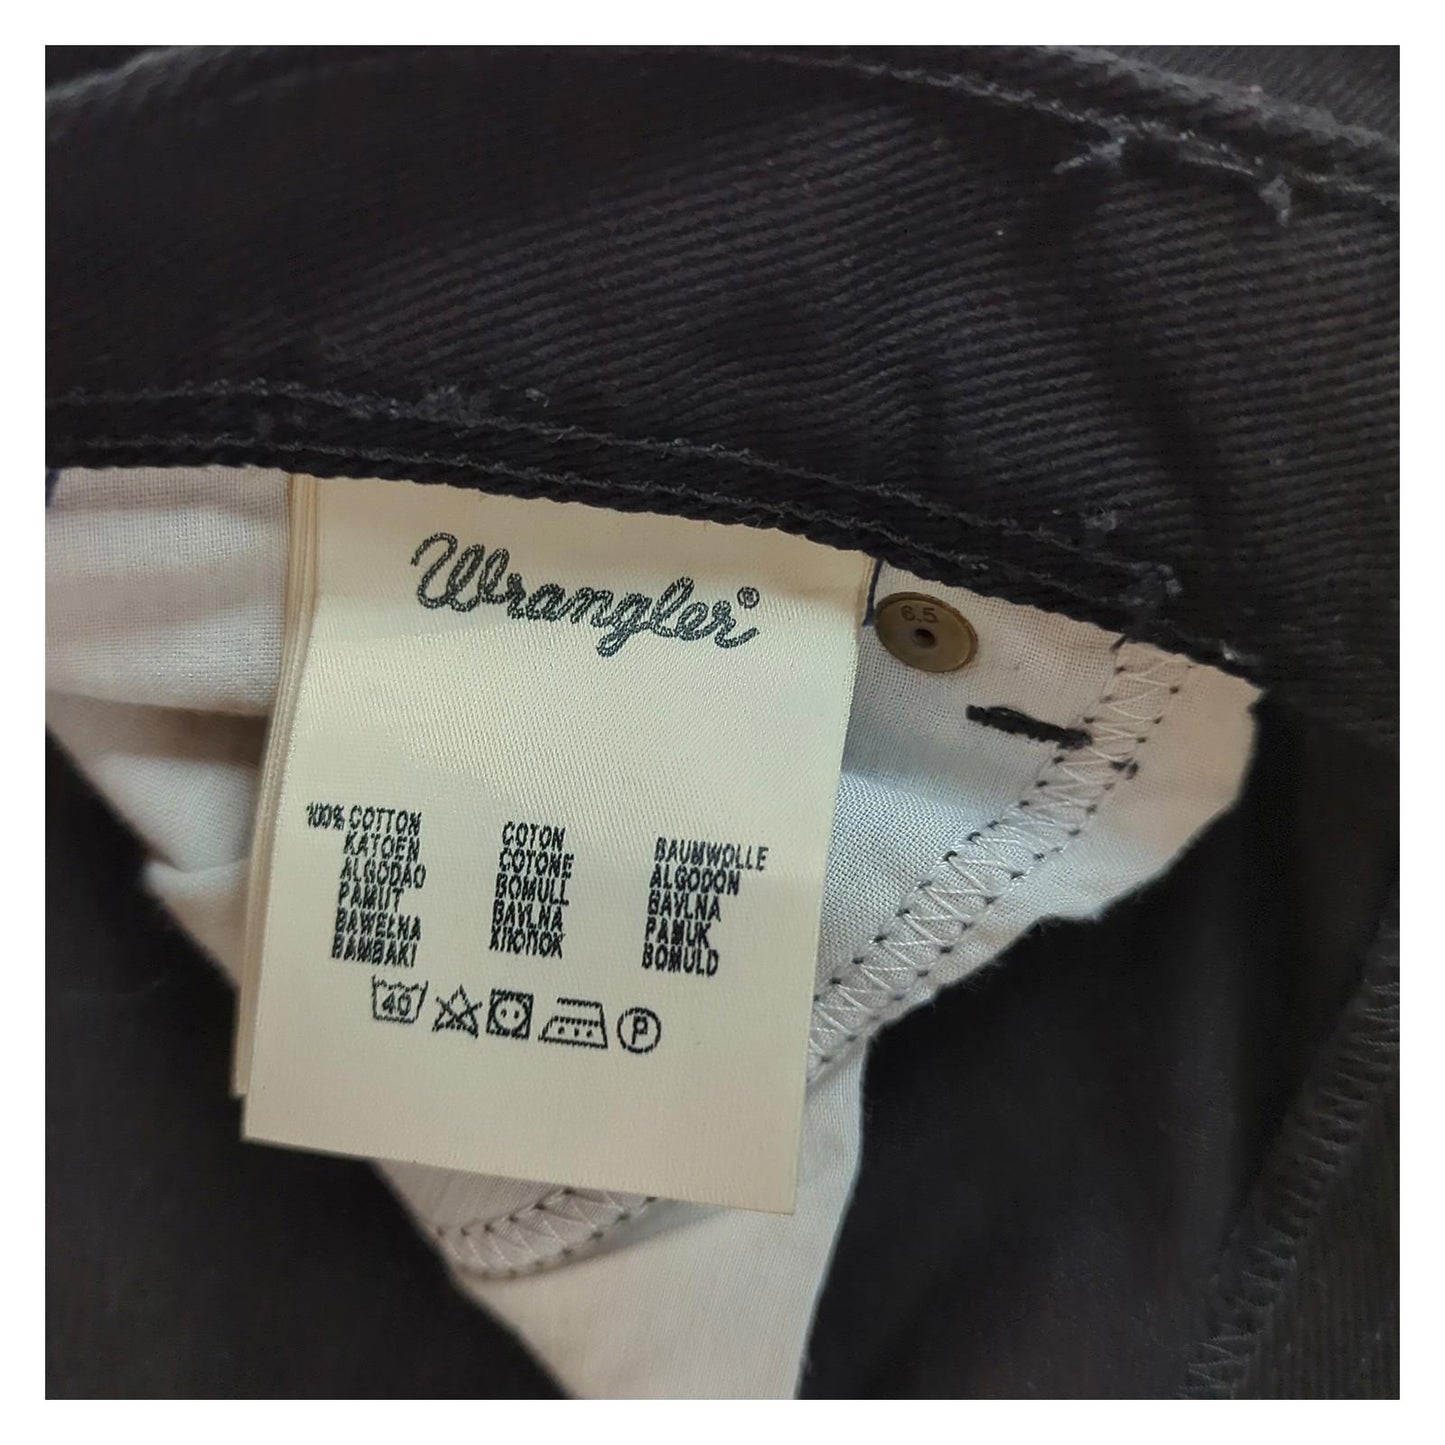 Wrangler®
6.5
100% COTTON
KATOEN
ALGODAO
PAMUT
BAWEŁNA
BAMBAKI
COTON
COTONE
BOMULL
BAVLNA
ХЛОПОК
BAUMWOLLE
ALGODON
BAVLNA
PAMUK
BOMULD
40
P